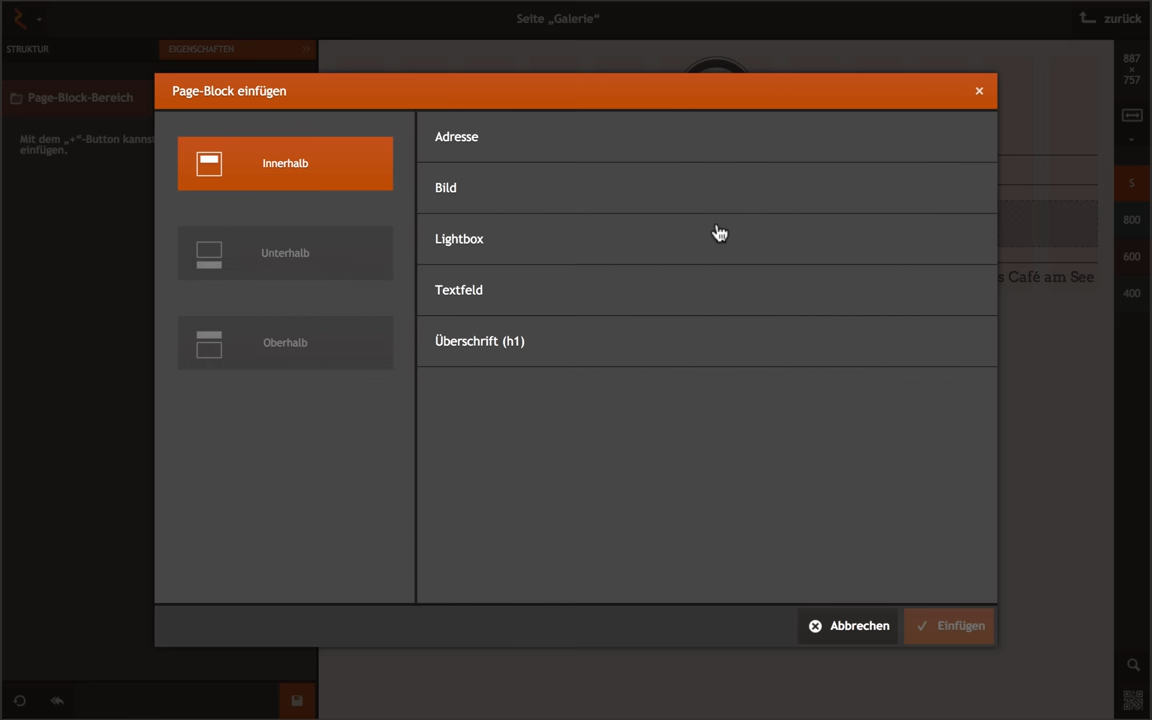 Seite „Galerie“
zurück
STRUKTUR
EIGENSCHAFTEN
Page-Block-Bereich
Mit dem „+“-Button kannst
einfügen.
Page-Block einfügen
Innerhalb
Unterhalb
Oberhalb
Adresse
Bild
Lightbox
Textfeld
Überschrift (h1)
Abbrechen
Einfügen
s Café am See
887
×
757
S
800
600
400